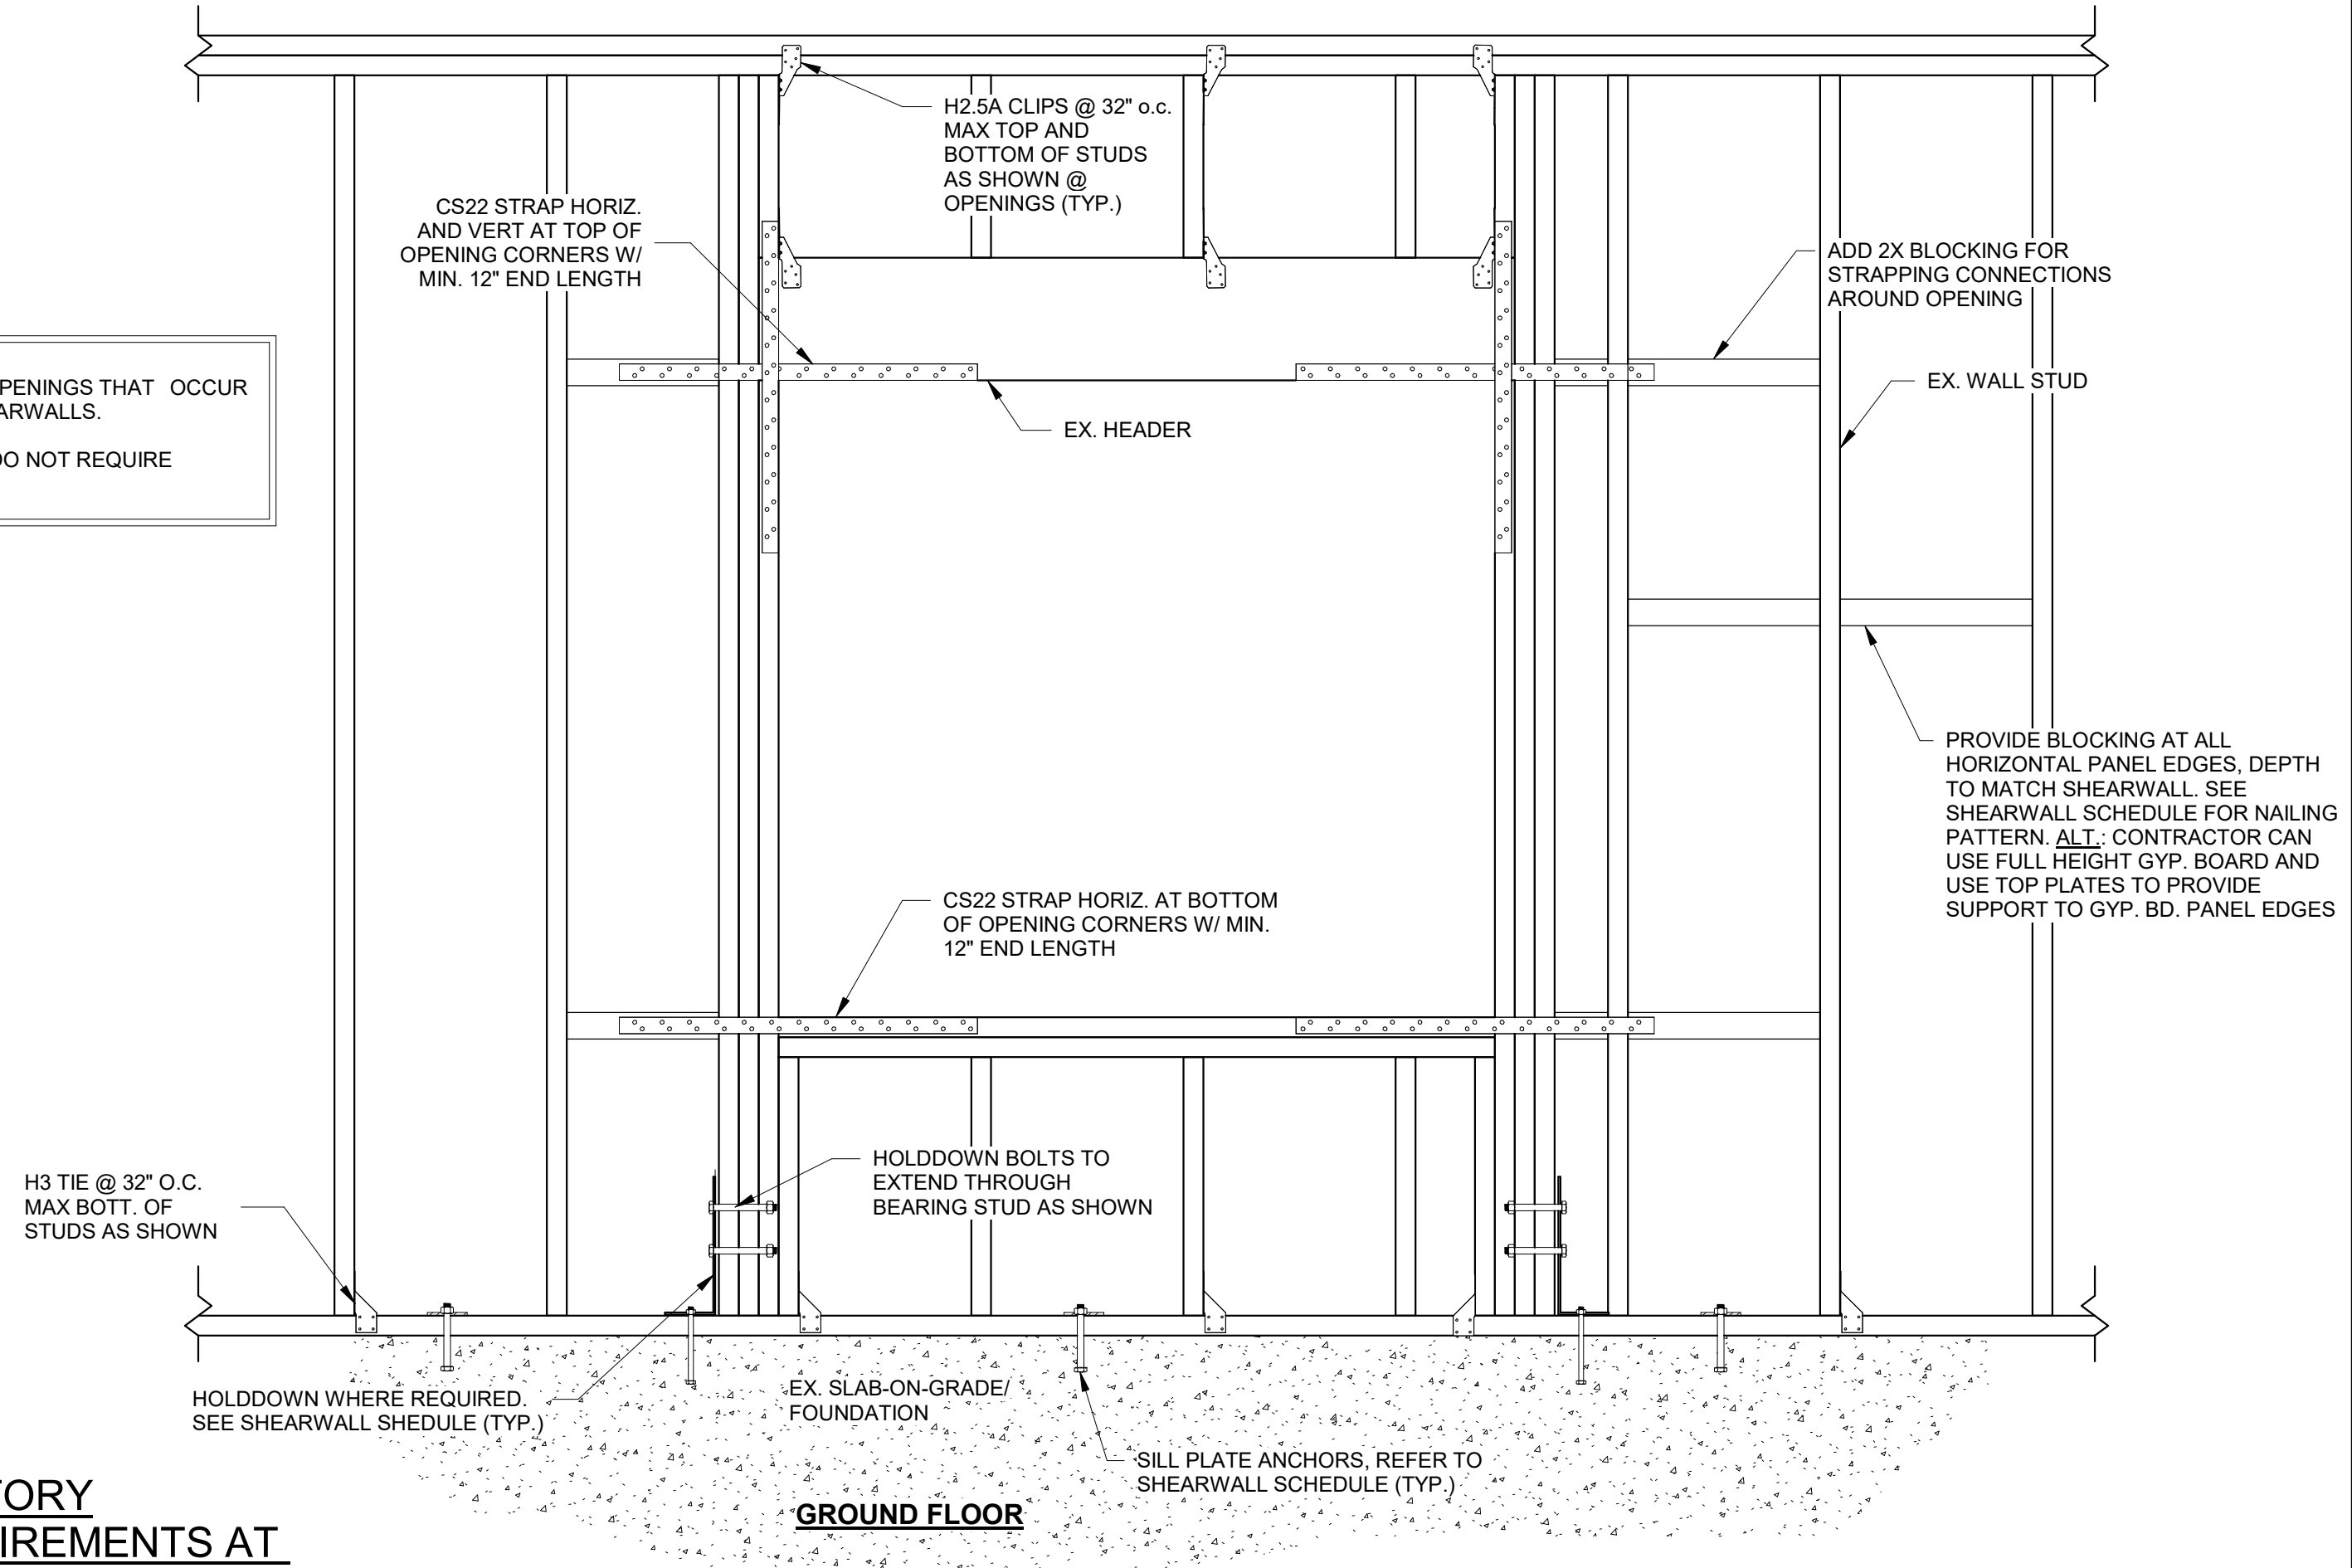 H2.5A CLIPS @ 32" o.c.
MAX TOP AND
BOTTOM OF STUDS
AS SHOWN @
OPENINGS (TYP.)
CS22 STRAP HORIZ.
AND VERT AT TOP OF
OPENING CORNERS W/
MIN. 12" END LENGTH
ADD 2X BLOCKING FOR
STRAPPING CONNECTIONS
AROUND OPENING
PENINGS THAT OCCUR
ARWALLS.
DO NOT REQUIRE
EX. WALL STUD
EX. HEADER
PROVIDE BLOCKING AT ALL
HORIZONTAL PANEL EDGES, DEPTH
TO MATCH SHEARWALL. SEE
SHEARWALL SCHEDULE FOR NAILING
PATTERN. ALT.: CONTRACTOR CAN
USE FULL HEIGHT GYP. BOARD AND
USE TOP PLATES TO PROVIDE
SUPPORT TO GYP. BD. PANEL EDGES
CS22 STRAP HORIZ. AT BOTTOM
OF OPENING CORNERS W/ MIN.
12" END LENGTH
HOLDDOWN BOLTS TO
EXTEND THROUGH
BEARING STUD AS SHOWN
H3 TIE @ 32" O.C.
MAX BOTT. OF
STUDS AS SHOWN
HOLDDOWN WHERE REQUIRED.
SEE SHEARWALL SHEDULE (TYP.)
EX. SLAB-ON-GRADE/
FOUNDATION
SILL PLATE ANCHORS, REFER TO
SHEARWALL SCHEDULE (TYP.)
GROUND FLOOR
TORY
IREMENTS AT